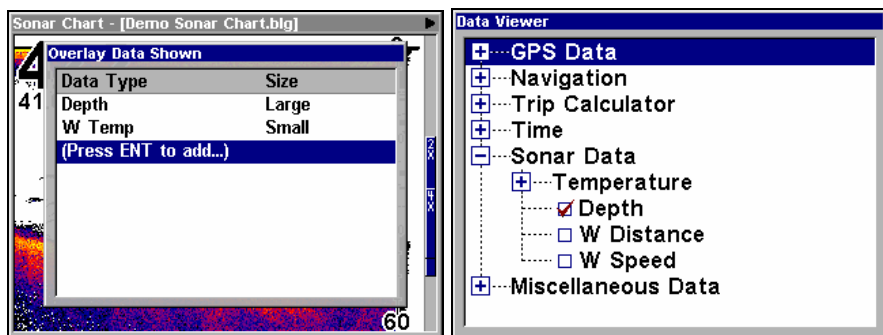 Sonar Chart - [Demo Sonar Chart.blg]
Overlay Data Shown
Data Type Size
Depth Large
W Temp Small
(Press ENT to add...)
4
41
60
Data Viewer
GPS Data
Navigation
Trip Calculator
Time
Sonar Data
Temperature
Depth
W Distance
W Speed
Miscellaneous Data